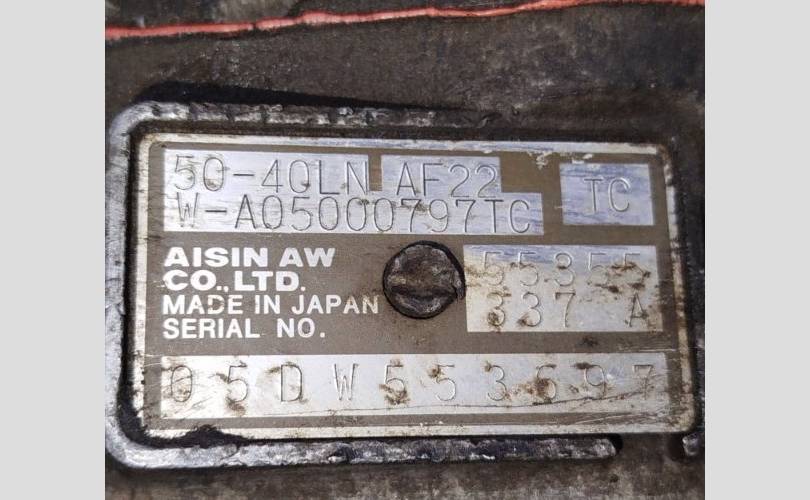 50-40LN AF22
W-A05000797TC
TC
AISIN AW
CO.,LTD.
MADE IN JAPAN
SERIAL NO.
55355
337 A
05DW553697